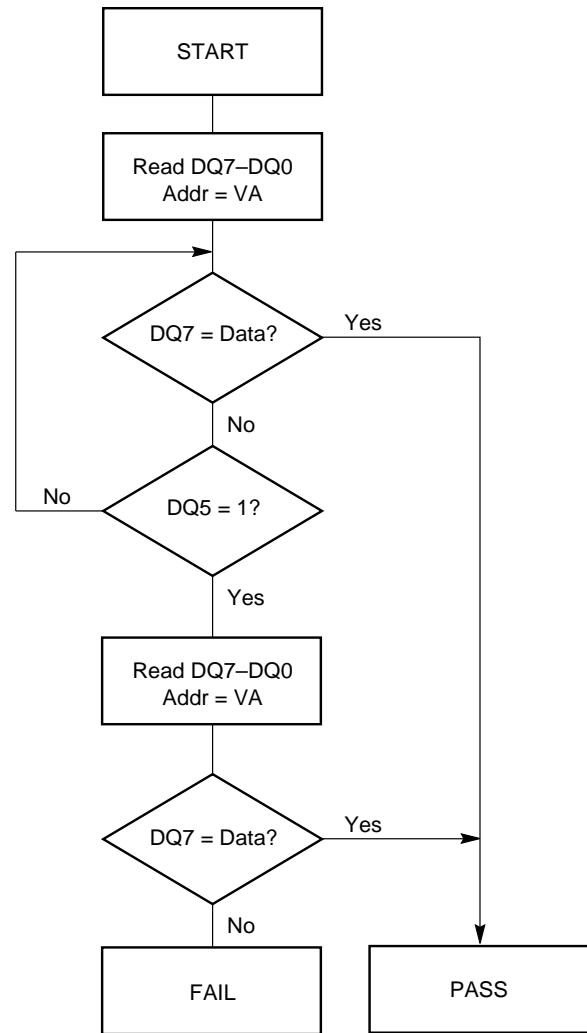 START
Read DQ7–DQ0
Addr = VA
DQ7 = Data?
Yes
No
No
DQ5 = 1?
Yes
Read DQ7–DQ0
Addr = VA
DQ7 = Data?
Yes
No
FAIL
PASS